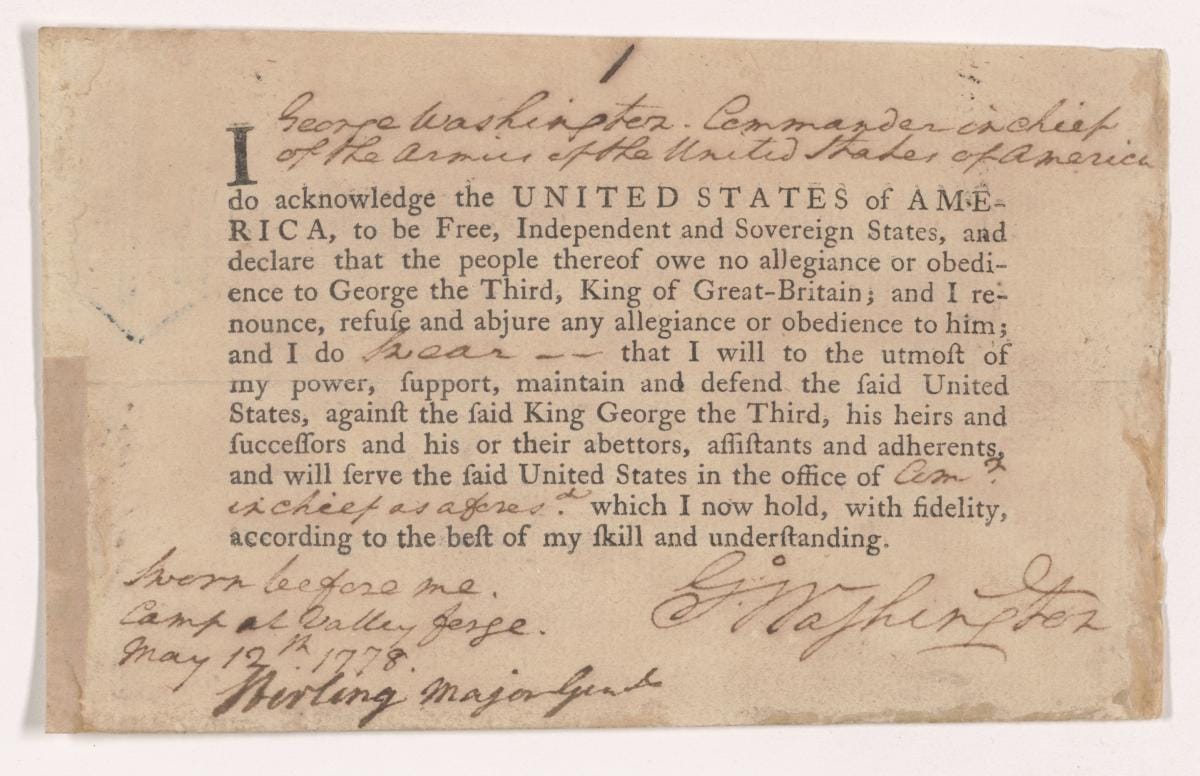 1
George Washington. Commander in chief
of the Armies of the United States of America
I
do acknowledge the UNITED STATES of AME-
RICA, to be Free, Independent and Sovereign States, and
declare that the people thereof owe no allegiance or obedi-
ence to George the Third, King of Great-Britain; and I re-
nounce, refuſe and abjure any allegiance or obedience to him;
and I do Swear — — that I will to the utmoſt of
my power, ſupport, maintain and defend the ſaid United
States, againſt the ſaid King George the Third, his heirs and
ſucceſſors and his or their abettors, aſſiſtants and adherents,
and will ſerve the ſaid United States in the office of Comr.
in chief as afores.d which I now hold, with fidelity,
according to the beſt of my ſkill and underſtanding.
Sworn before me.
Camp at Valley forge.
May 12th. 1778.
Stirling Major Genl
Go. Washington